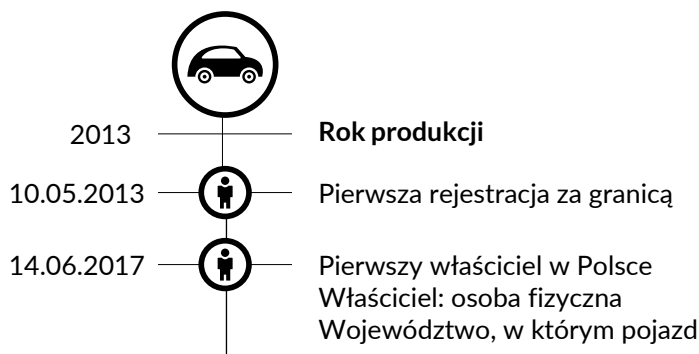 2013 Rok produkcji
10.05.2013 Pierwsza rejestracja za granicą
14.06.2017 Pierwszy właściciel w Polsce
Właściciel: osoba fizyczna
Województwo, w którym pojazd